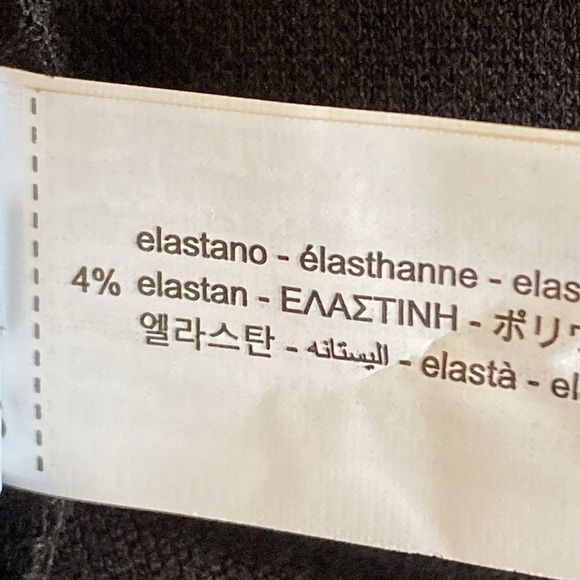 elastano - élasthanne - elas
4% elastan - ΕΛΑΣΤΙΝΗ - ポリ
엘라스탄 - اليستانه - elastà - el